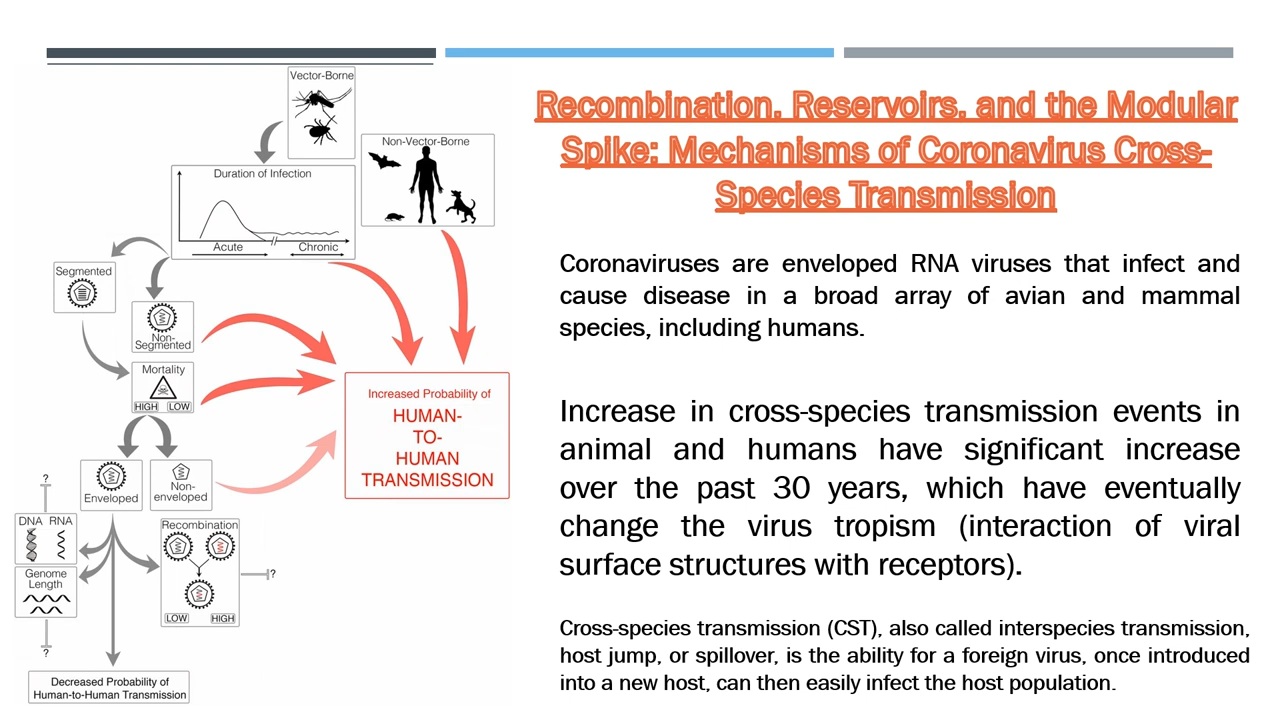 Vector-Borne
Non-Vector-Borne
Duration of Infection
Acute
Chronic
Segmented
Non-
Segmented
Mortality
HIGH LOW
Increased Probability of
HUMAN-
TO-
HUMAN
TRANSMISSION
Enveloped
Non-
enveloped
?
DNA RNA
Genome
Length
?
Recombination
LOW HIGH
?
Decreased Probability of
Human-to-Human Transmission
Recombination, Reservoirs, and the Modular
Spike: Mechanisms of Coronavirus Cross-
Species Transmission
Coronaviruses are enveloped RNA viruses that infect and
cause disease in a broad array of avian and mammal
species, including humans.
Increase in cross-species transmission events in
animal and humans have significant increase
over the past 30 years, which have eventually
change the virus tropism (interaction of viral
surface structures with receptors).
Cross-species transmission (CST), also called interspecies transmission,
host jump, or spillover, is the ability for a foreign virus, once introduced
into a new host, can then easily infect the host population.